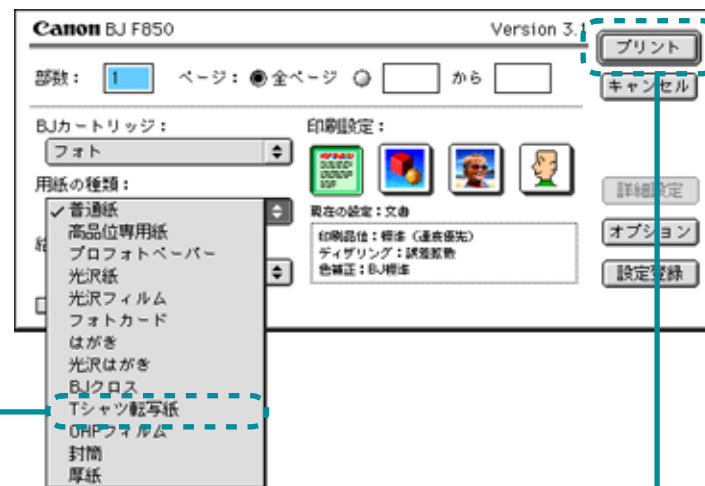 Canon BJ F850
Version 3.1
プリント
部数：
1
ページ：
全ページ
から
キャンセル
BJカートリッジ：
フォト
印刷設定：
用紙の種類：
詳細設定
現在の設定：文書
✓普通紙
高品位専用紙
プロフォトペーパー
光沢紙
光沢フィルム
フォトカード
はがき
光沢はがき
BJクロス
Tシャツ転写紙
OHPフィルム
封筒
厚紙
印刷品位：標準（速度優先）
ディザリング：誤差拡散
色補正：BJ標準
オプション
設定登録